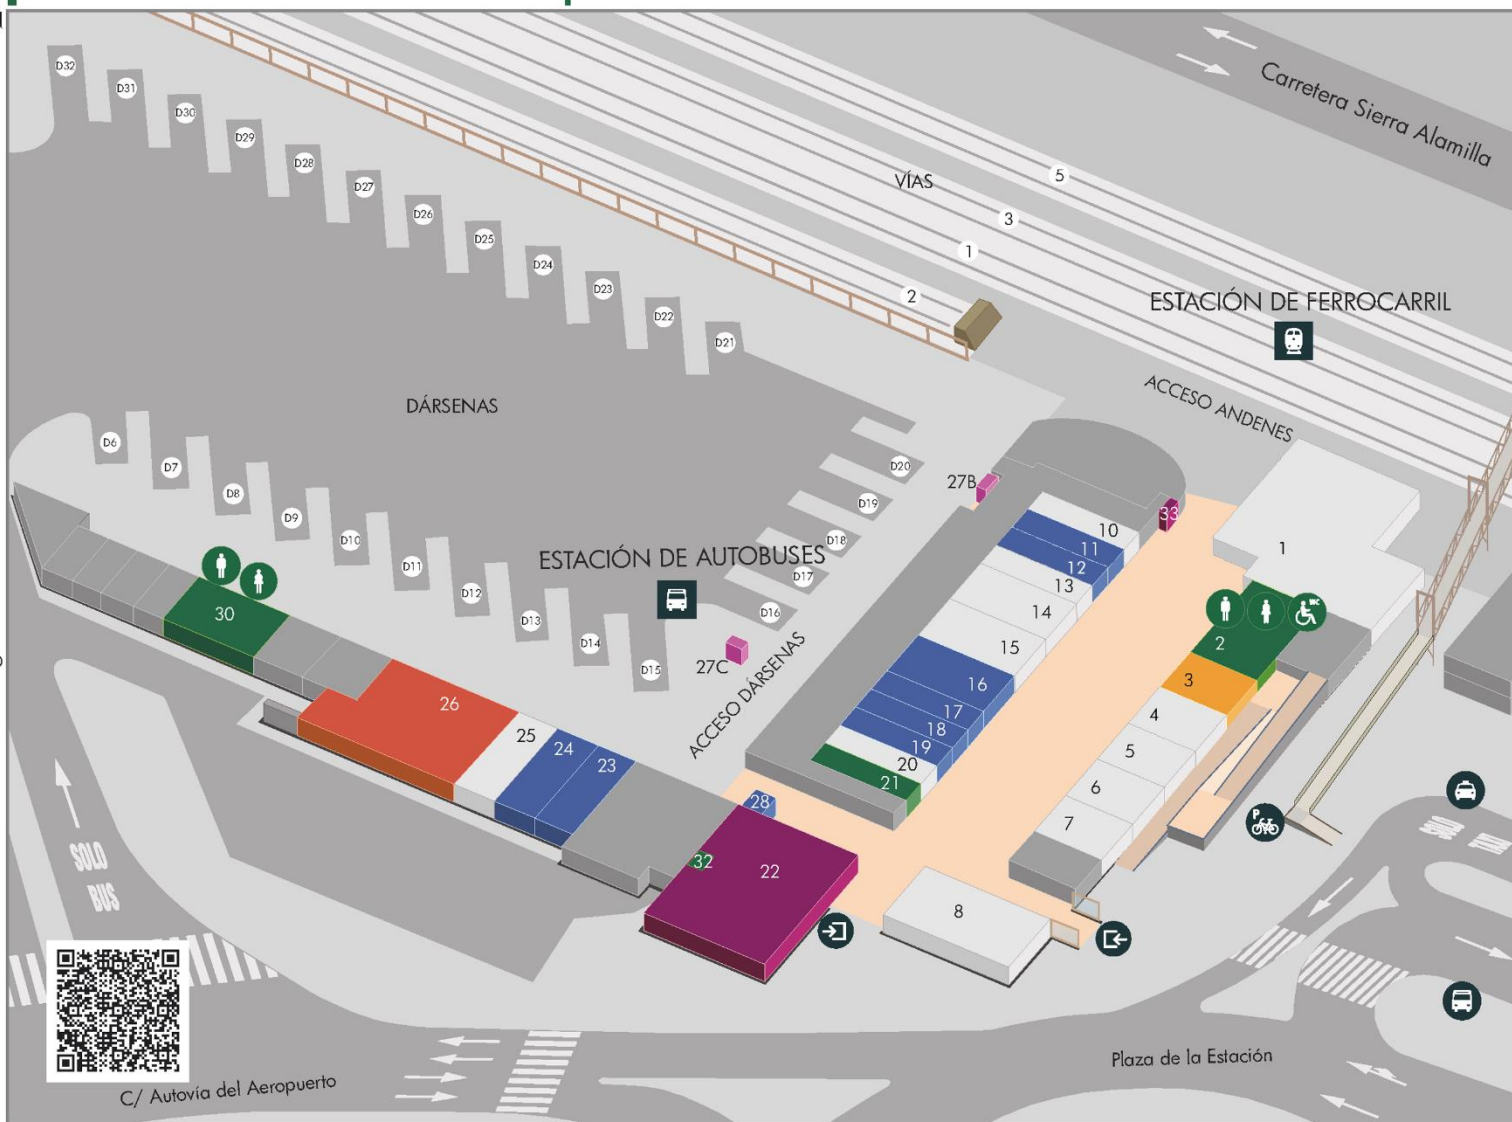 D32
D31
D30
D29
D28
D27
D26
D25
D24
D23
D22
D21
Carretera Sierra Alamilla
VÍAS
5
3
1
2
ESTACIÓN DE FERROCARRIL
ACCESO ANDENES
DÁRSENAS
D6
D7
D8
D9
D10
D11
D12
D13
D14
D15
D20
D19
D18
D17
D16
ESTACIÓN DE AUTOBUSES
27B
33
27C
ACCESO DÁRSENAS
10
11
12
13
14
15
16
17
18
19
20
21
1
WC
2
3
4
5
6
7
8
30
26
25
24
23
28
32
22
P
SOLO
BUS
SOLO
TAXI
C/ Autovía del Aeropuerto
Plaza de la Estación